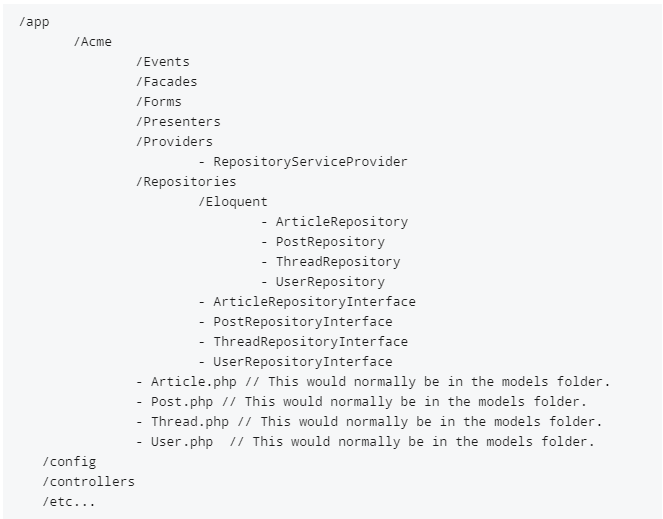 /app
/Acme
/Events
/Facades
/Forms
/Presenters
/Providers
- RepositoryServiceProvider
/Repositories
/Eloquent
- ArticleRepository
- PostRepository
- ThreadRepository
- UserRepository
- ArticleRepositoryInterface
- PostRepositoryInterface
- ThreadRepositoryInterface
- UserRepositoryInterface
- Article.php // This would normally be in the models folder.
- Post.php // This would normally be in the models folder.
- Thread.php // This would normally be in the models folder.
- User.php  // This would normally be in the models folder.
/config
/controllers
/etc...